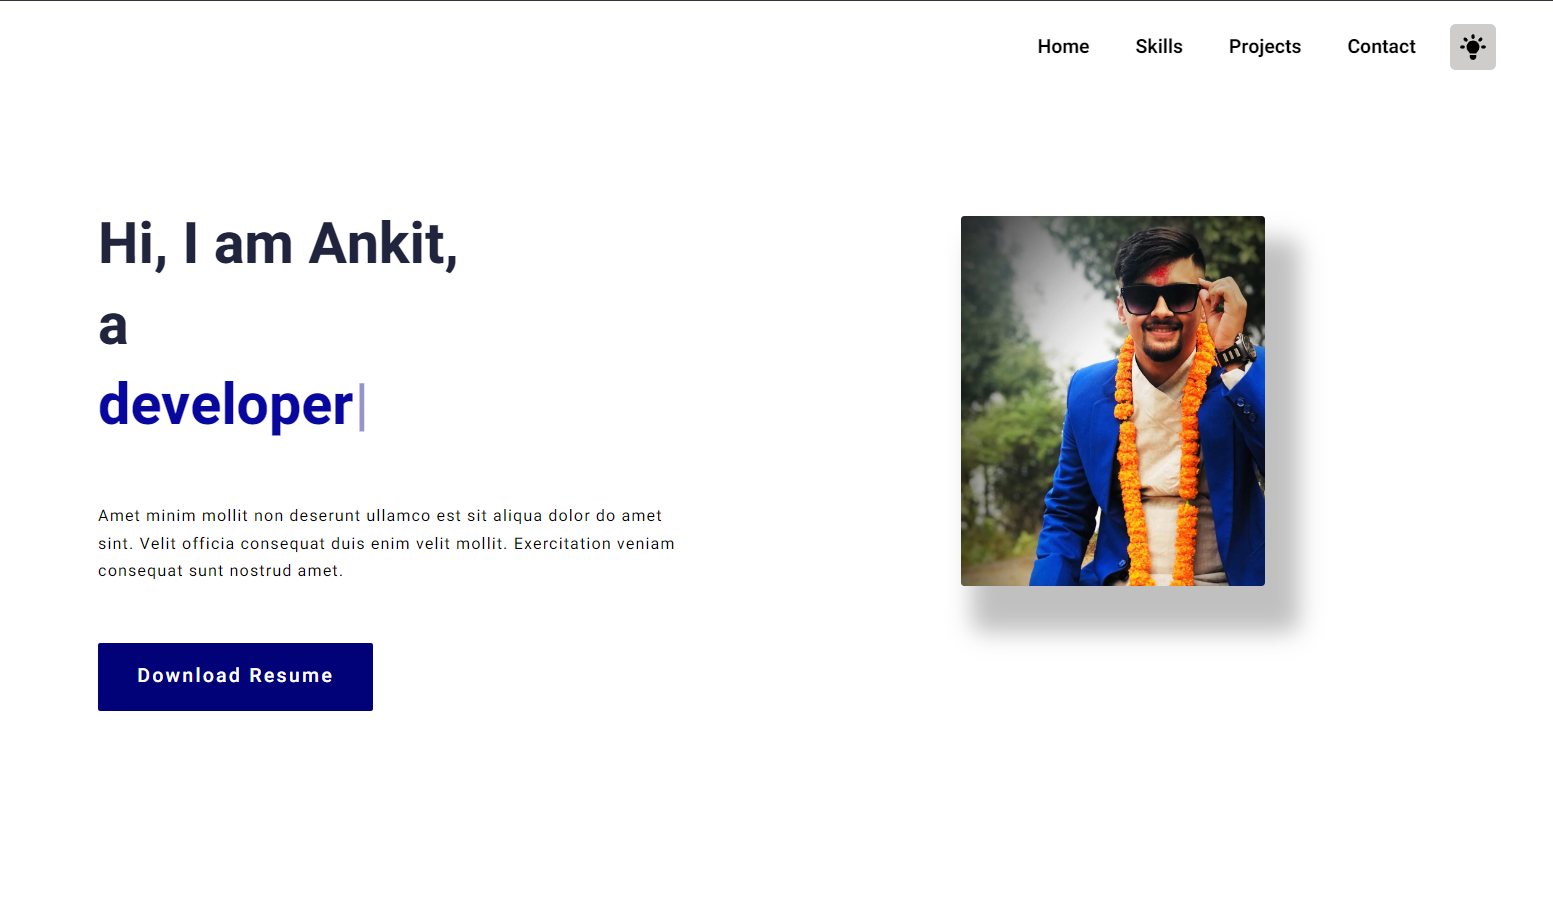 Home Skills Projects Contact
Hi, I am Ankit,
a
developer|
Amet minim mollit non deserunt ullamco est sit aliqua dolor do amet
sint. Velit officia consequat duis enim velit mollit. Exercitation veniam
consequat sunt nostrud amet.
Download Resume